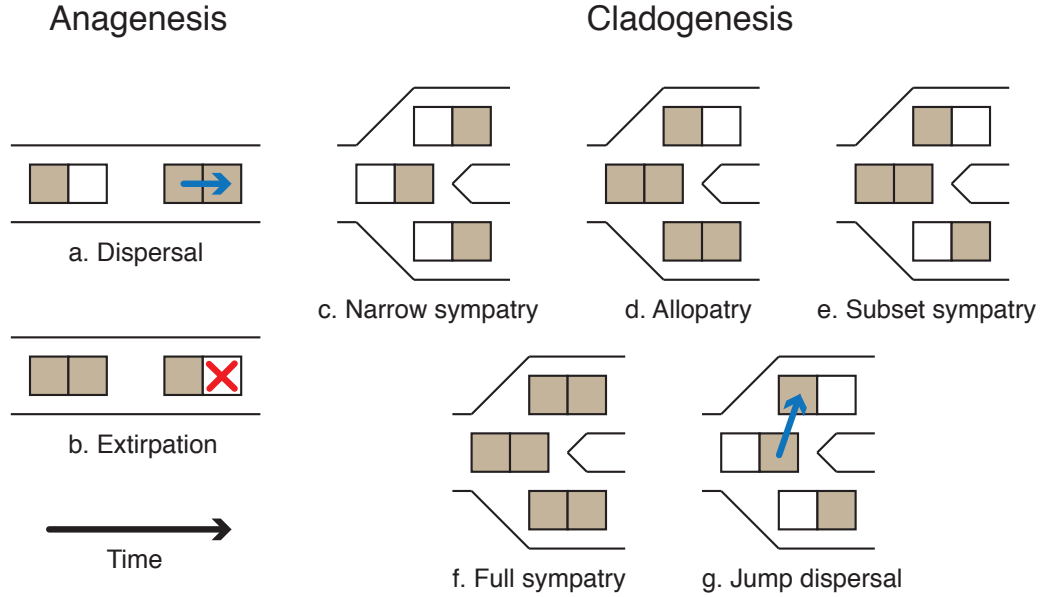 Anagenesis
Cladogenesis
a. Dispersal
c. Narrow sympatry
d. Allopatry
e. Subset sympatry
b. Extirpation
Time
f. Full sympatry
g. Jump dispersal